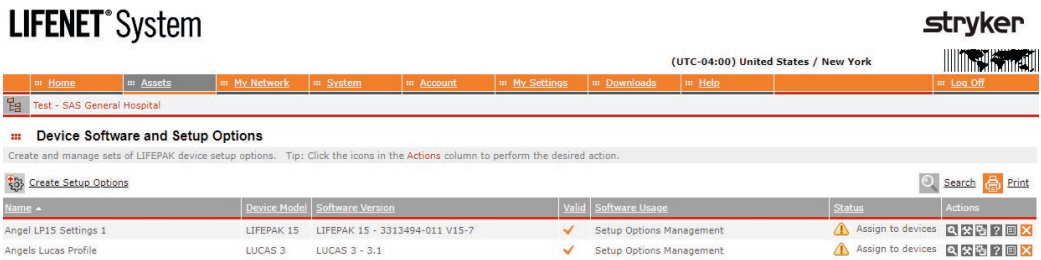 LIFENET® System
stryker
(UTC-04:00) United States / New York
Home Assets My Network System Account My Settings Downloads Help Log Off
Test - SAS General Hospital
Device Software and Setup Options
Create and manage sets of LIFEPAK device setup options. Tip: Click the icons in the Actions column to perform the desired action.
Create Setup Options Search Print
Name Device Model Software Version Valid Software Usage Status Actions
Angel LP15 Settings 1 LIFEPAK 15 LIFEPAK 15 - 3313494-011 V15-7 Setup Options Management Assign to devices
Angels Lucas Profile LUCAS 3 LUCAS 3 - 3.1 Setup Options Management Assign to devices